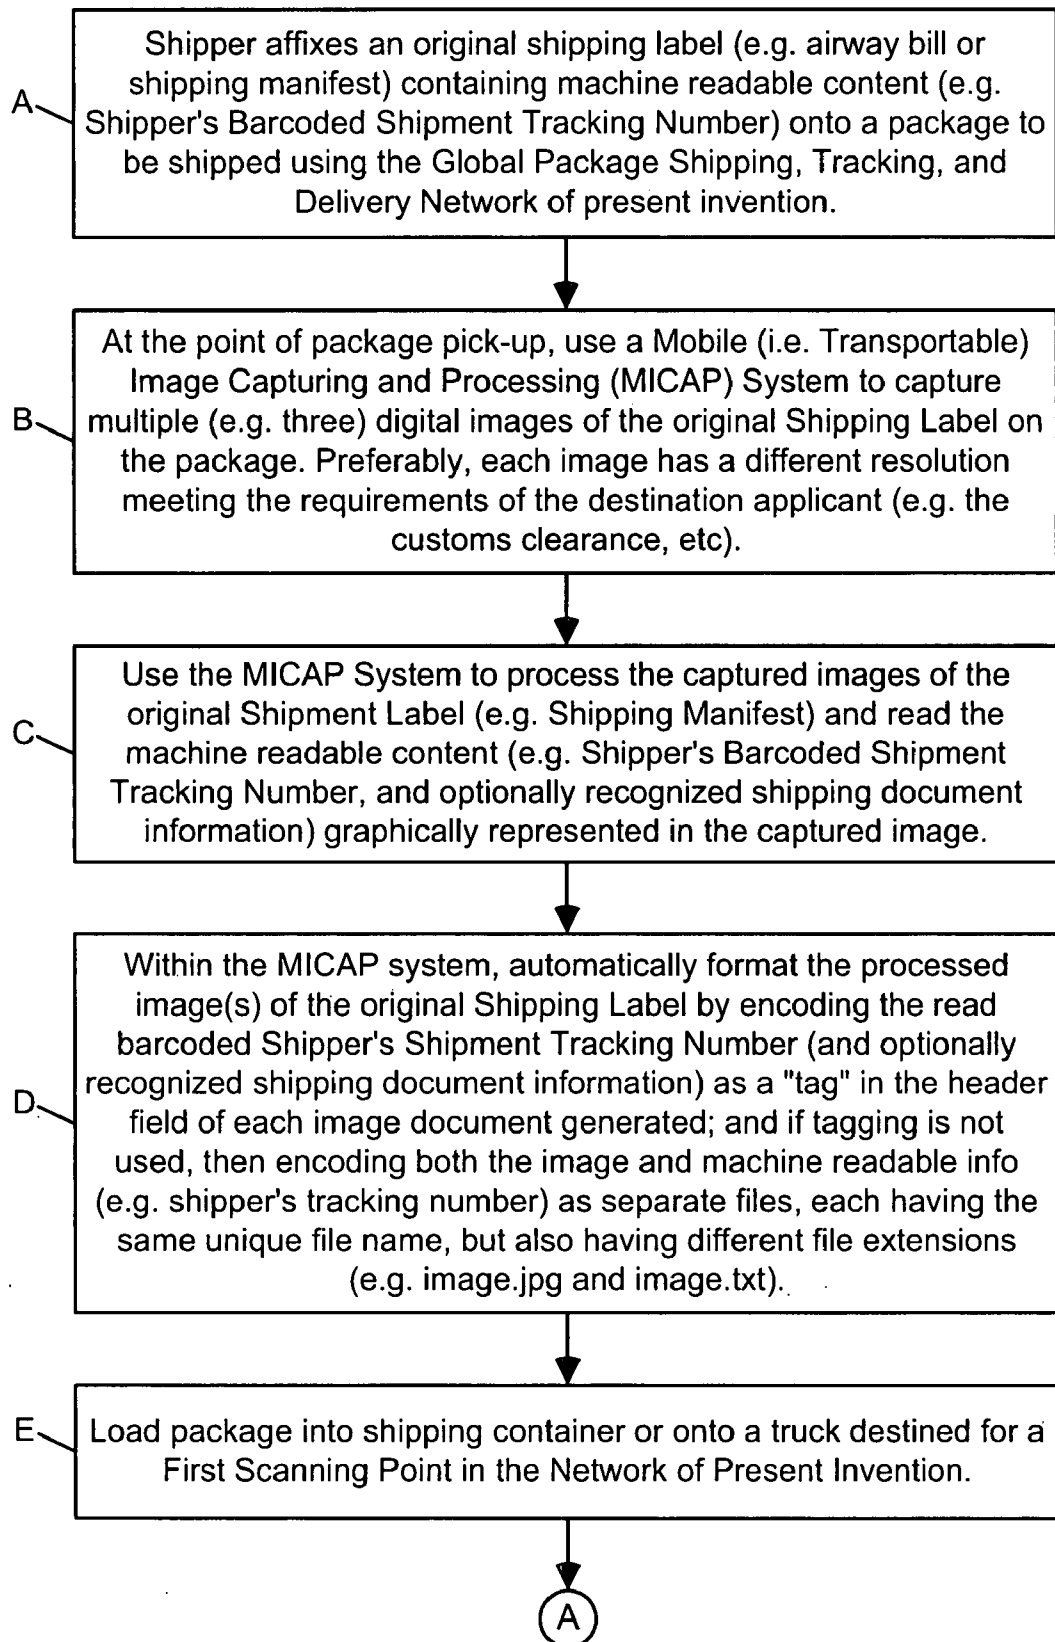 Shipper affixes an original shipping label (e.g. airway bill or
shipping manifest) containing machine readable content (e.g.
A
Shipper's Barcoded Shipment Tracking Number) onto a package to
be shipped using the Global Package Shipping, Tracking, and
Delivery Network of present invention.
At the point of package pick-up, use a Mobile (i.e. Transportable)
Image Capturing and Processing (MICAP) System to capture
B
multiple (e.g. three) digital images of the original Shipping Label on
the package. Preferably, each image has a different resolution
meeting the requirements of the destination applicant (e.g. the
customs clearance, etc).
Use the MICAP System to process the captured images of the
original Shipment Label (e.g. Shipping Manifest) and read the
C
machine readable content (e.g. Shipper's Barcoded Shipment
Tracking Number, and optionally recognized shipping document
information) graphically represented in the captured image.
Within the MICAP system, automatically format the processed
image(s) of the original Shipping Label by encoding the read
barcoded Shipper's Shipment Tracking Number (and optionally
recognized shipping document information) as a "tag" in the header
D
field of each image document generated; and if tagging is not
used, then encoding both the image and machine readable info
(e.g. shipper's tracking number) as separate files, each having the
same unique file name, but also having different file extensions
(e.g. image.jpg and image.txt).
E
Load package into shipping container or onto a truck destined for a
First Scanning Point in the Network of Present Invention.
A